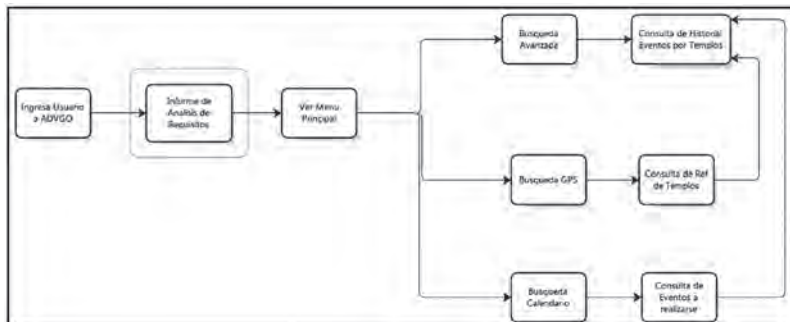 Ingresa Usuario
a ADVGO
Informe de
Analisis de
Requisitos
Ver Menu
Principal
Busqueda
Avanzada
Consulta de Historial
Eventos por Templos
Busqueda GPS
Consulta de Ref
de Templos
Busqueda
Calendario
Consulta de
Eventos a
realizarse